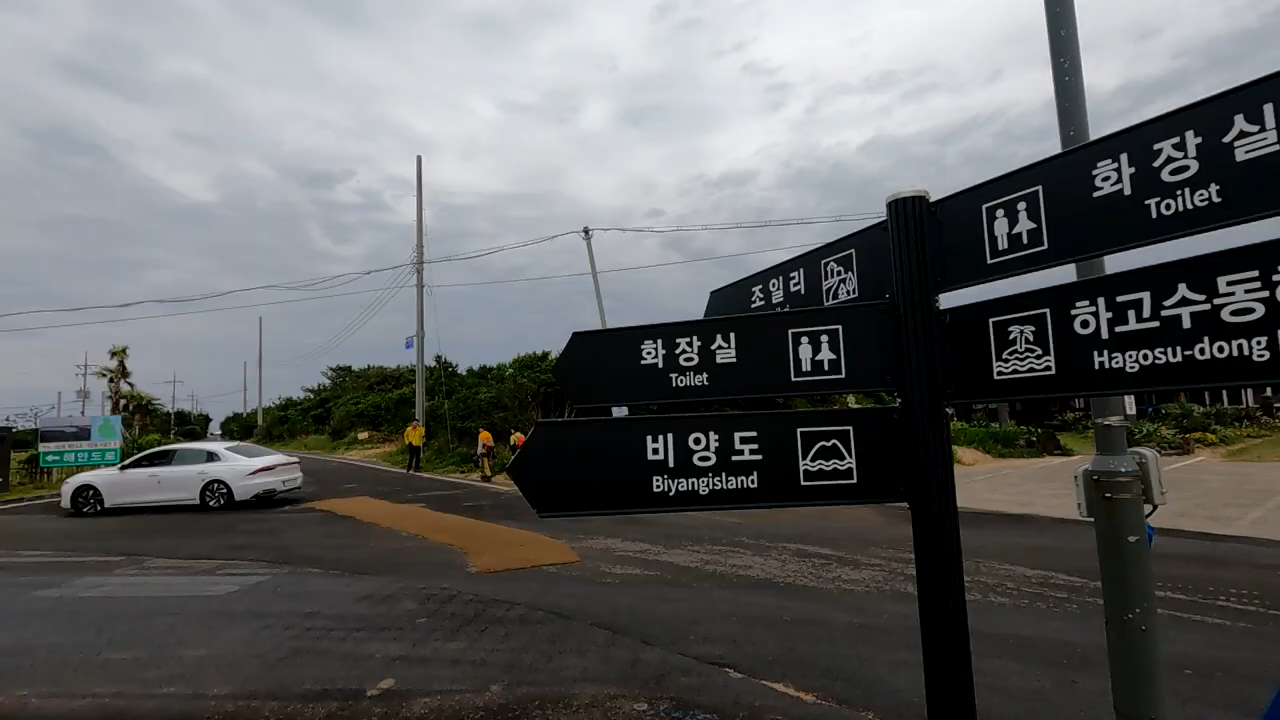 조일리
화장실
Toilet
비양도
Biyangisland
화장실
Toilet
하고수동
Hagosu-dong
해안도로